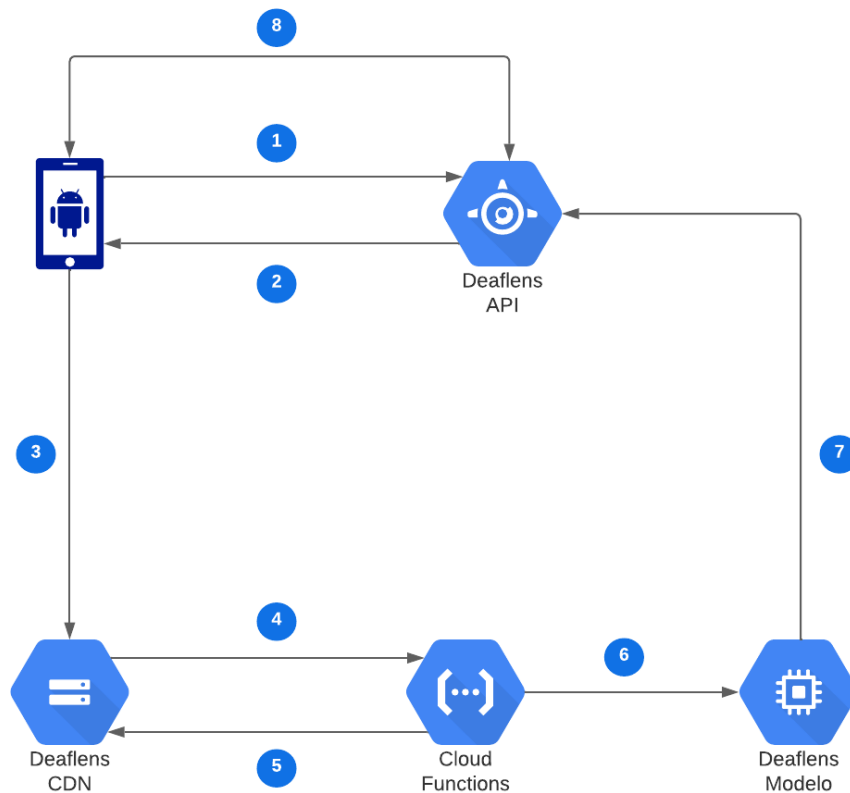 8
1
2
Deaflens
API
3
7
4
6
5
Deaflens
CDN
Cloud
Functions
Deaflens
Modelo